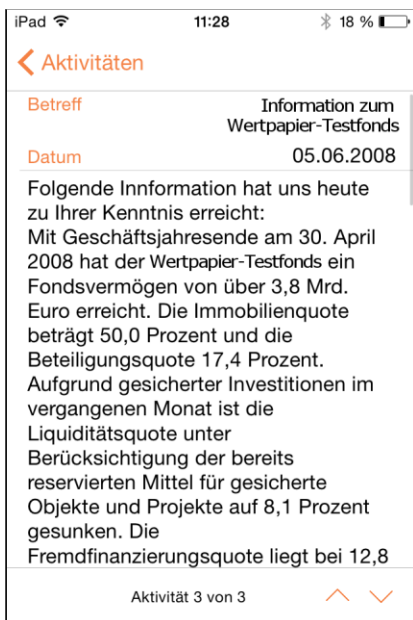 iPad 11:28 18 %
Aktivitäten
Betreff Information zum
Wertpapier-Testfonds
Datum 05.06.2008
Folgende Innformation hat uns heute
zu Ihrer Kenntnis erreicht:
Mit Geschäftsjahresende am 30. April
2008 hat der Wertpapier-Testfonds ein
Fondsvermögen von über 3,8 Mrd.
Euro erreicht. Die Immobilienquote
beträgt 50,0 Prozent und die
Beteiligungsquote 17,4 Prozent.
Aufgrund gesicherter Investitionen im
vergangenen Monat ist die
Liquiditätsquote unter
Berücksichtigung der bereits
reservierten Mittel für gesicherte
Objekte und Projekte auf 8,1 Prozent
gesunken. Die
Fremdfinanzierungsquote liegt bei 12,8
Aktivität 3 von 3